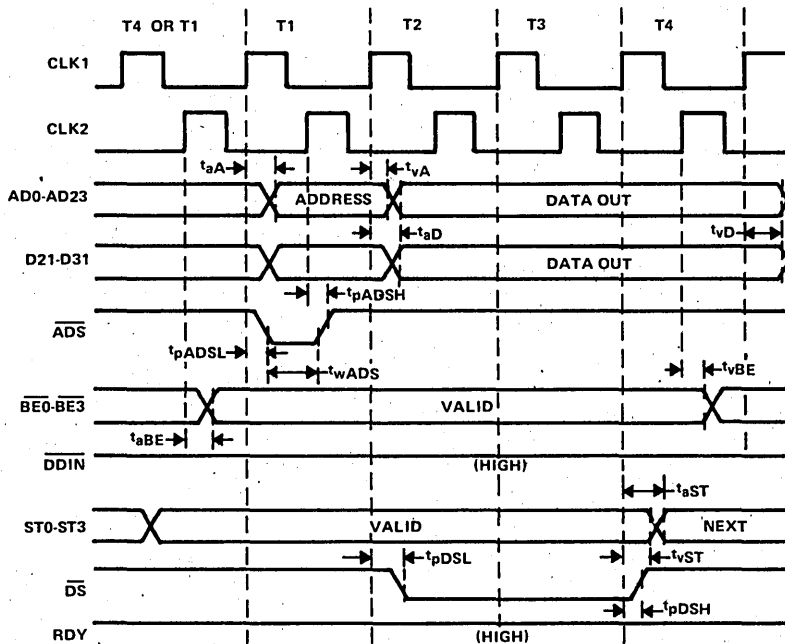 T4 OR T1 T1 T2 T3 T4
CLK1
CLK2
taA tvA
AD0-AD23 ADDRESS DATA OUT
taD tvD
D21-D31 DATA OUT
tpADSH
ADS
tpADSL twADS tvBE
BE0-BE3 VALID
taBE
DDIN (HIGH)
taST
ST0-ST3 VALID NEXT
tpDSL tvST
DS
tpDSH
RDY (HIGH)